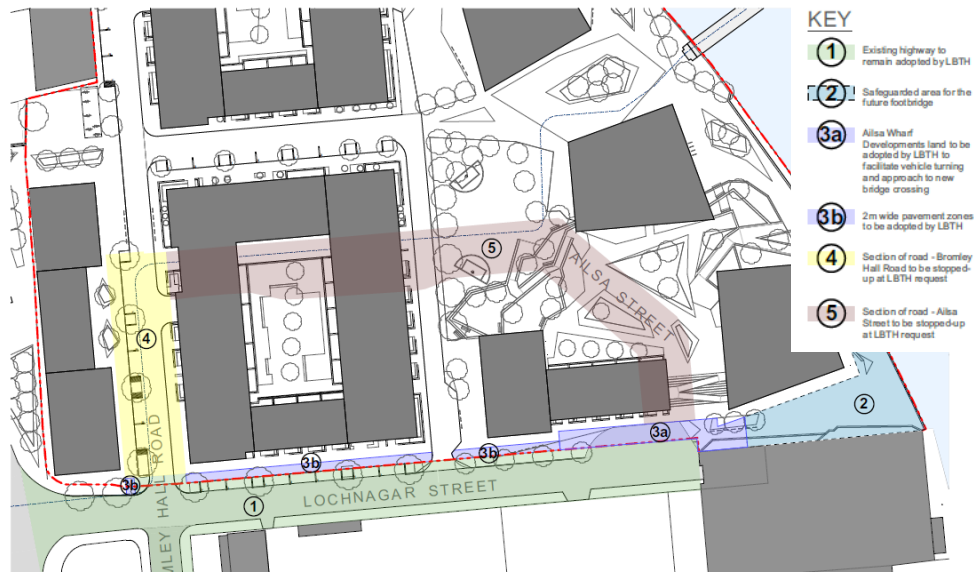 KEY
1
Existing highway to
remain adopted by LBTH
2
Safeguarded area for the
future footbridge
3a
Ailsa Wharf
Developments land to be
adopted by LBTH to
facilitate vehicle turning
and approach to new
bridge crossing
3b
2m wide pavement zones
to be adopted by LBTH
4
Section of road - Bromley
Hall Road to be stopped-
up at LBTH request
5
Section of road - Ailsa
Street to be stopped-up
at LBTH request
5
AILSA STREET
4
2
3a
3b
3b
3b
1
LOCHNAGAR STREET
MLEY HALL ROAD